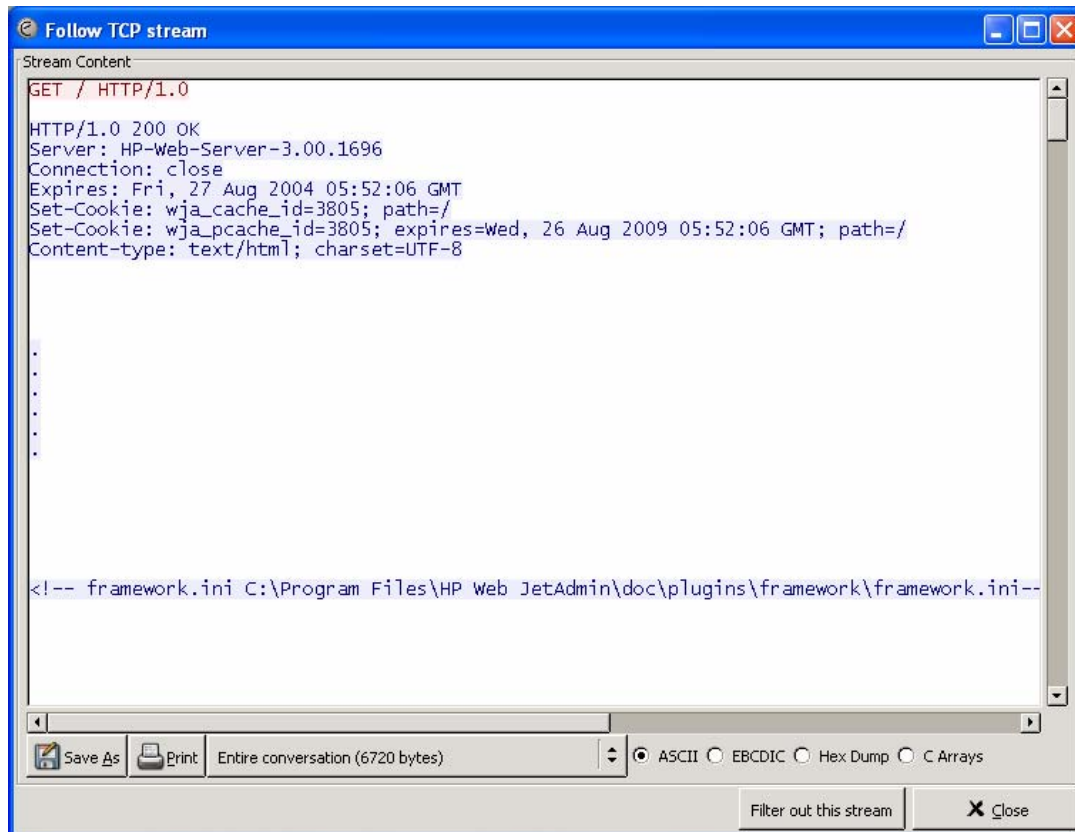 Follow TCP stream
Stream Content
GET / HTTP/1.0
HTTP/1.0 200 OK
Server: HP-Web-Server-3.00.1696
Connection: close
Expires: Fri, 27 Aug 2004 05:52:06 GMT
Set-Cookie: wja_cache_id=3805; path=/
Set-Cookie: wja_pcache_id=3805; expires=Wed, 26 Aug 2009 05:52:06 GMT; path=/
Content-type: text/html; charset=UTF-8
.
.
.
.
.
.
<!-- framework.ini C:\Program Files\HP Web JetAdmin\doc\plugins\framework\framework.ini--
Save As Print Entire conversation (6720 bytes) ASCII EBCDIC Hex Dump C Arrays
Filter out this stream Close